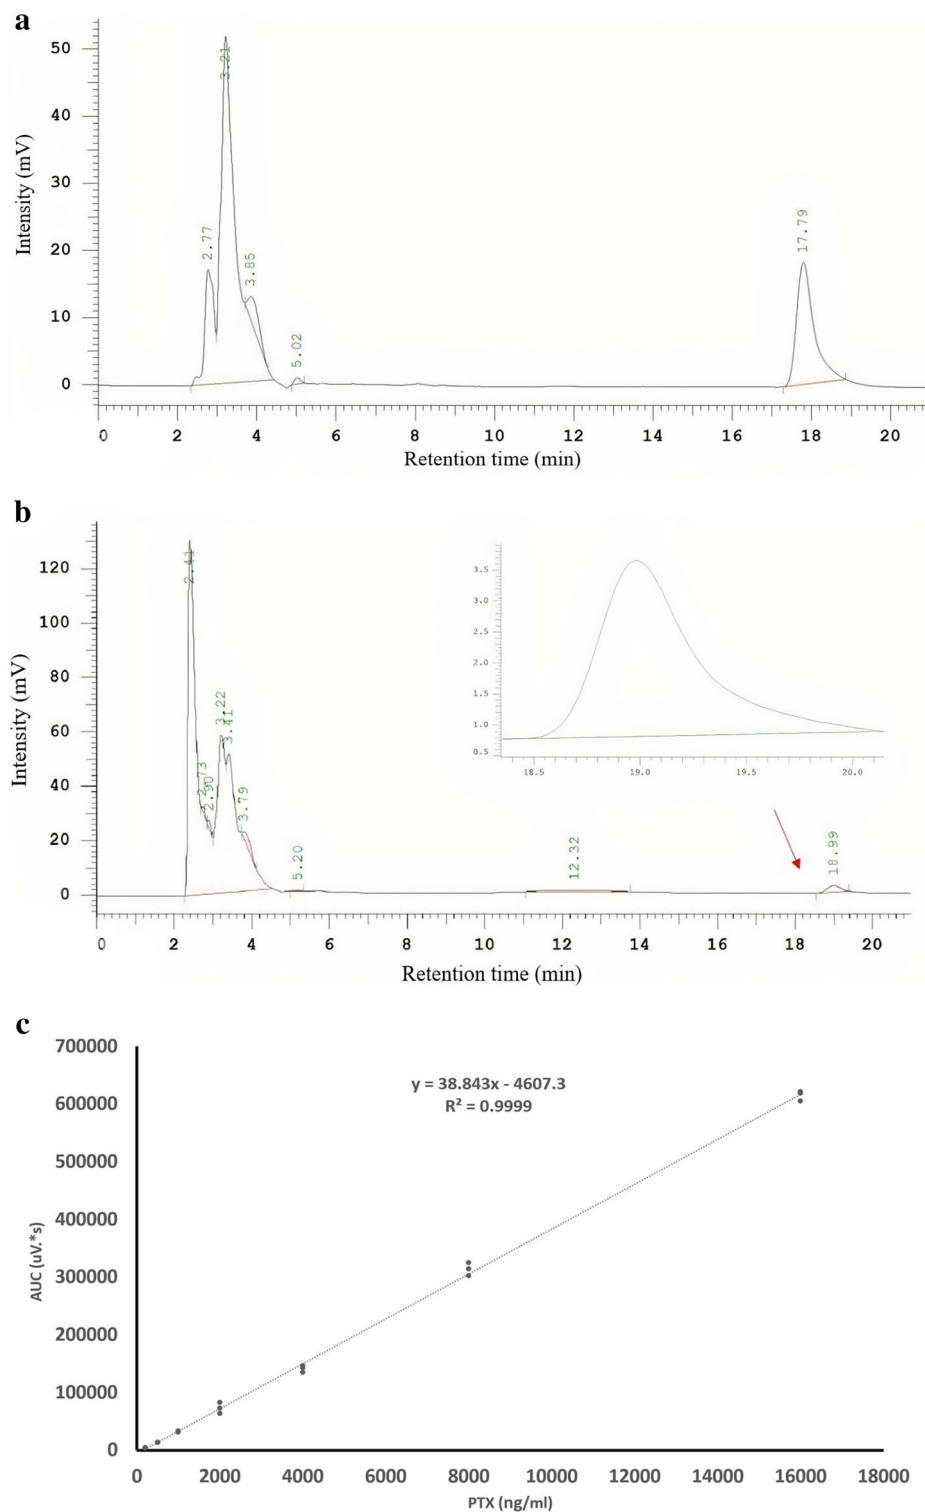 a
50
40
30
20
10
0
Intensity (mV)
2.77
3.21
3.85
5.02
17.79
0 2 4 6 8 10 12 14 16 18 20
Retention time (min)
b
120
100
80
60
40
20
0
Intensity (mV)
2.41
2.73
2.90
3.22
3.41
3.79
5.20
12.32
18.99
3.5
3.0
2.5
2.0
1.5
1.0
0.5
18.5 19.0 19.5 20.0
0 2 4 6 8 10 12 14 16 18 20
Retention time (min)
c
700000
600000
500000
400000
300000
200000
100000
0
AUC (uV.*s)
y = 38.843x - 4607.3
R² = 0.9999
0 2000 4000 6000 8000 10000 12000 14000 16000 18000
PTX (ng/ml)